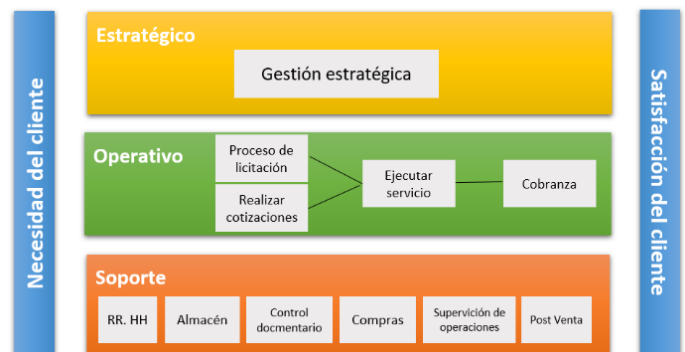 Necesidad del cliente
Estratégico
Gestión estratégica
Operativo
Proceso de
licitación
Realizar
cotizaciones
Ejecutar
servicio
Cobranza
Soporte
RR. HH
Almacén
Control
docmentario
Compras
Supervición de
operaciones
Post Venta
Satisfacción del cliente